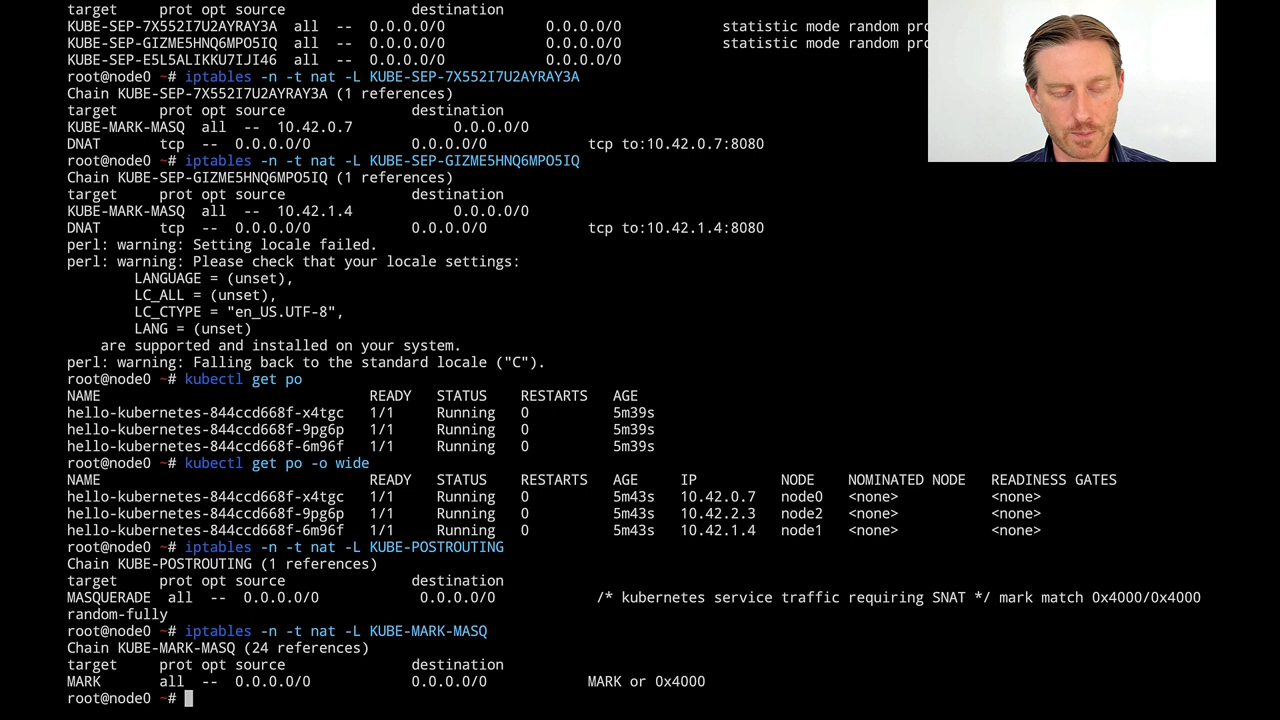 target     prot opt source               destination
KUBE-SEP-7X552I7U2AYRAY3A  all  --  0.0.0.0/0            0.0.0.0/0            statistic mode random
KUBE-SEP-GIZME5HNQ6MPO5IQ  all  --  0.0.0.0/0            0.0.0.0/0            statistic mode random
KUBE-SEP-E5L5ALIKKU7IJI46  all  --  0.0.0.0/0            0.0.0.0/0
root@node0 ~# iptables -n -t nat -L KUBE-SEP-7X552I7U2AYRAY3A
Chain KUBE-SEP-7X552I7U2AYRAY3A (1 references)
target     prot opt source               destination
KUBE-MARK-MASQ  all  --  10.42.0.7            0.0.0.0/0
DNAT       tcp  --  0.0.0.0/0            0.0.0.0/0            tcp to:10.42.0.7:8080
root@node0 ~# iptables -n -t nat -L KUBE-SEP-GIZME5HNQ6MPO5IQ
Chain KUBE-SEP-GIZME5HNQ6MPO5IQ (1 references)
target     prot opt source               destination
KUBE-MARK-MASQ  all  --  10.42.1.4            0.0.0.0/0
DNAT       tcp  --  0.0.0.0/0            0.0.0.0/0            tcp to:10.42.1.4:8080
perl: warning: Setting locale failed.
perl: warning: Please check that your locale settings:
        LANGUAGE = (unset),
        LC_ALL = (unset),
        LC_CTYPE = "en_US.UTF-8",
        LANG = (unset)
    are supported and installed on your system.
perl: warning: Falling back to the standard locale ("C").
root@node0 ~# kubectl get po
NAME                                READY   STATUS    RESTARTS   AGE
hello-kubernetes-844ccd668f-x4tgc   1/1     Running   0          5m39s
hello-kubernetes-844ccd668f-9pg6p   1/1     Running   0          5m39s
hello-kubernetes-844ccd668f-6m96f   1/1     Running   0          5m39s
root@node0 ~# kubectl get po -o wide
NAME                                READY   STATUS    RESTARTS   AGE     IP          NODE    NOMINATED NODE   READINESS GATES
hello-kubernetes-844ccd668f-x4tgc   1/1     Running   0          5m43s   10.42.0.7   node0   <none>           <none>
hello-kubernetes-844ccd668f-9pg6p   1/1     Running   0          5m43s   10.42.2.3   node2   <none>           <none>
hello-kubernetes-844ccd668f-6m96f   1/1     Running   0          5m43s   10.42.1.4   node1   <none>           <none>
root@node0 ~# iptables -n -t nat -L KUBE-POSTROUTING
Chain KUBE-POSTROUTING (1 references)
target     prot opt source               destination
MASQUERADE  all  --  0.0.0.0/0            0.0.0.0/0            /* kubernetes service traffic requiring SNAT */ mark match 0x4000/0x4000
random-fully
root@node0 ~# iptables -n -t nat -L KUBE-MARK-MASQ
Chain KUBE-MARK-MASQ (24 references)
target     prot opt source               destination
MARK       all  --  0.0.0.0/0            0.0.0.0/0            MARK or 0x4000
root@node0 ~#